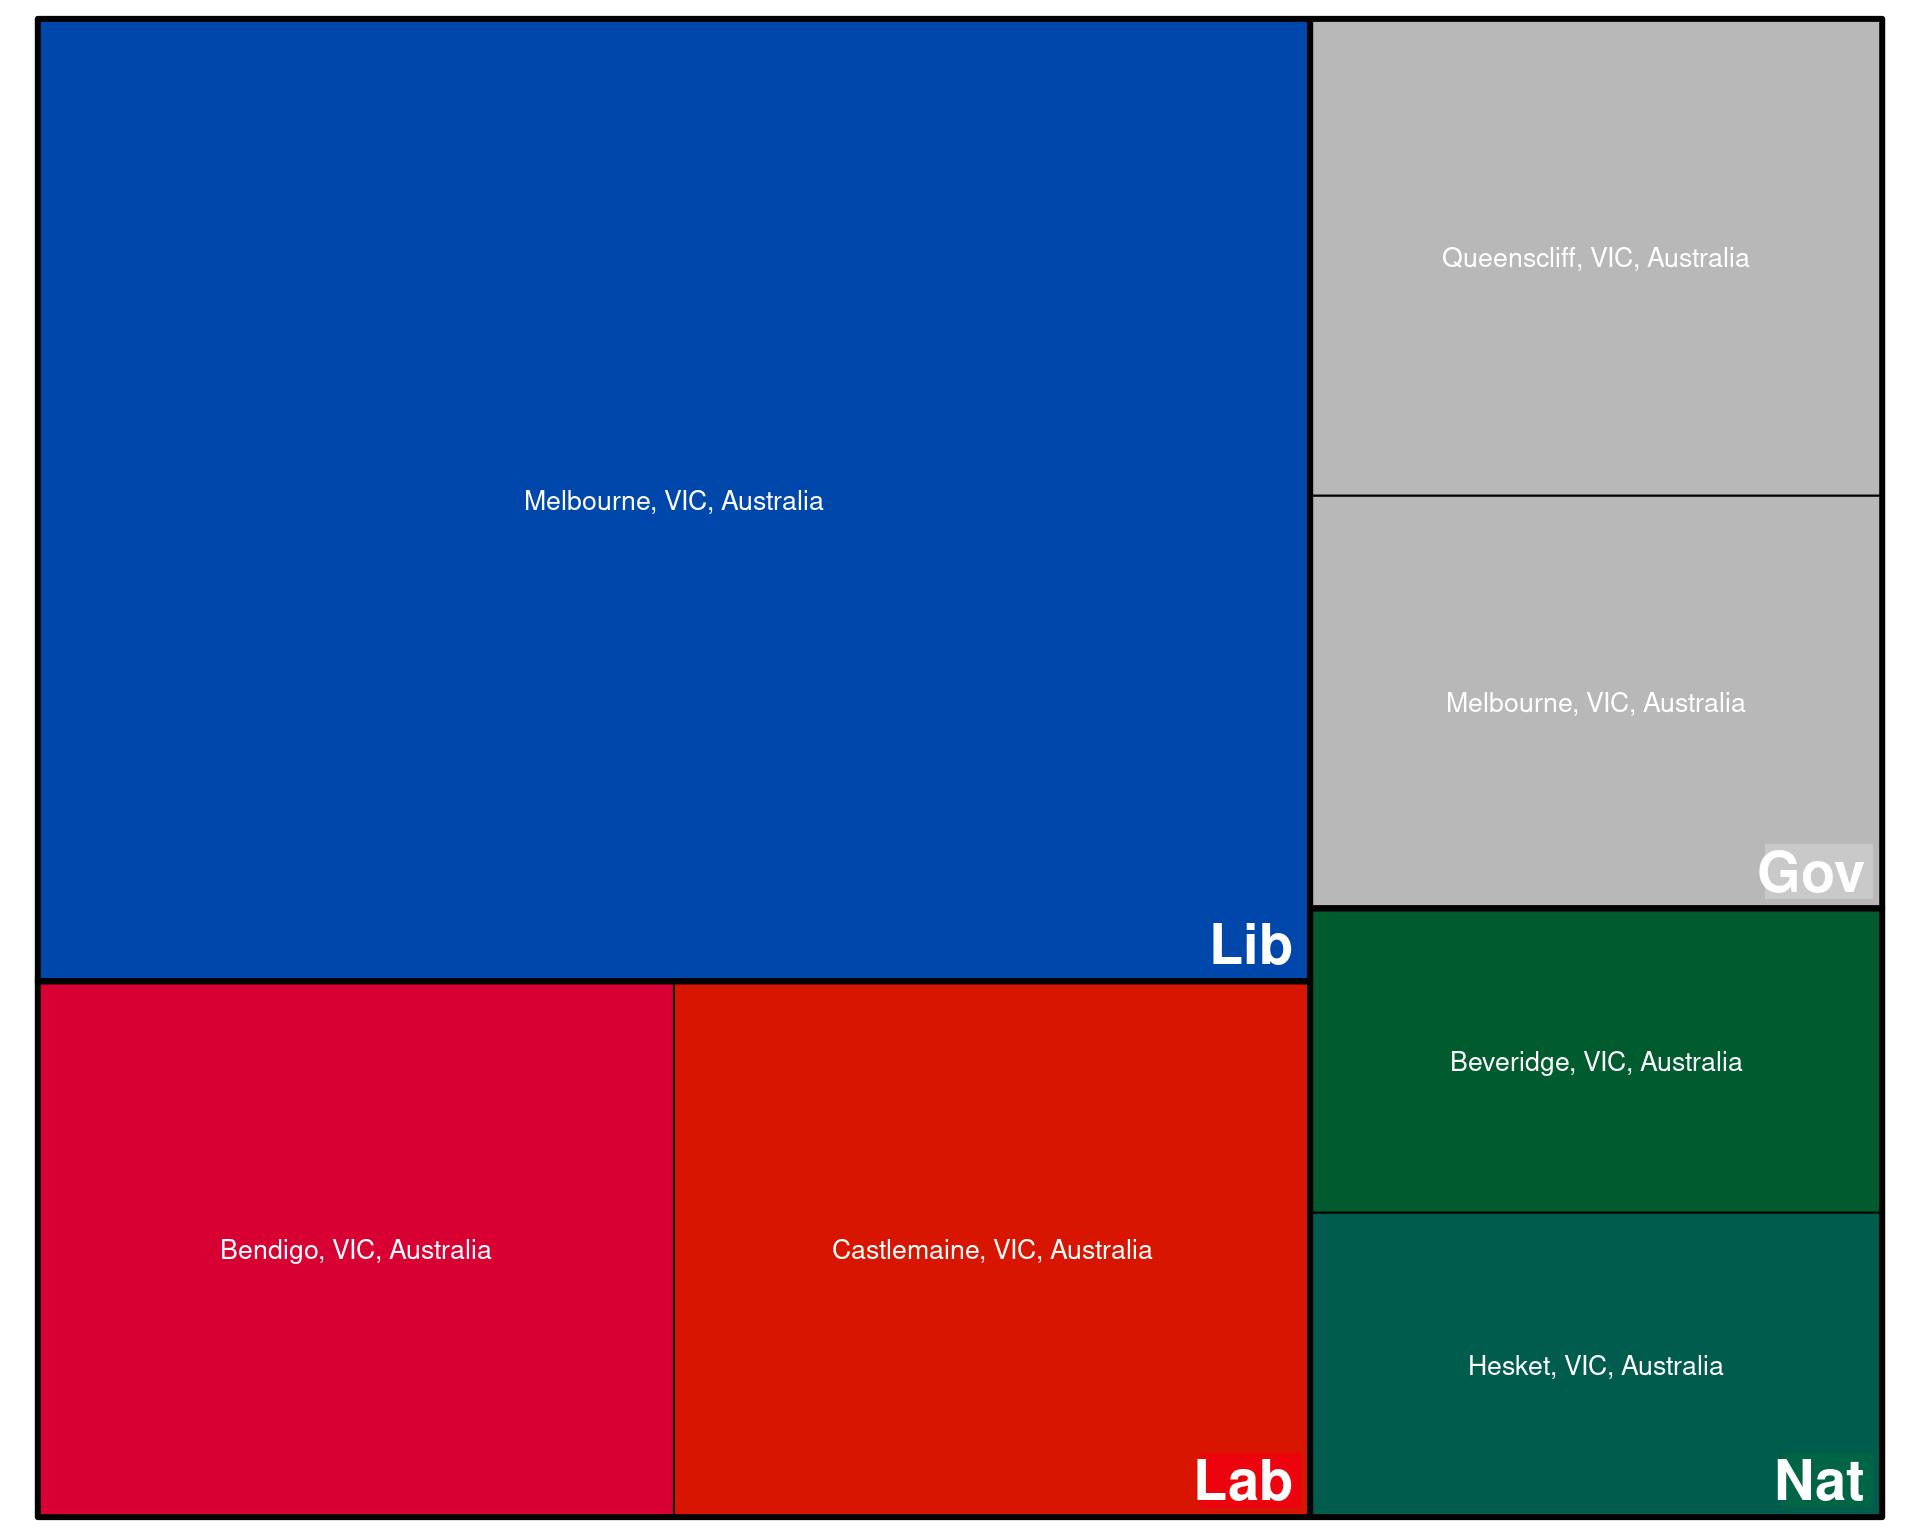 Melbourne, VIC, Australia
Lib
Queenscliff, VIC, Australia
Melbourne, VIC, Australia
Gov
Bendigo, VIC, Australia
Castlemaine, VIC, Australia
Lab
Beveridge, VIC, Australia
Hesket, VIC, Australia
Nat